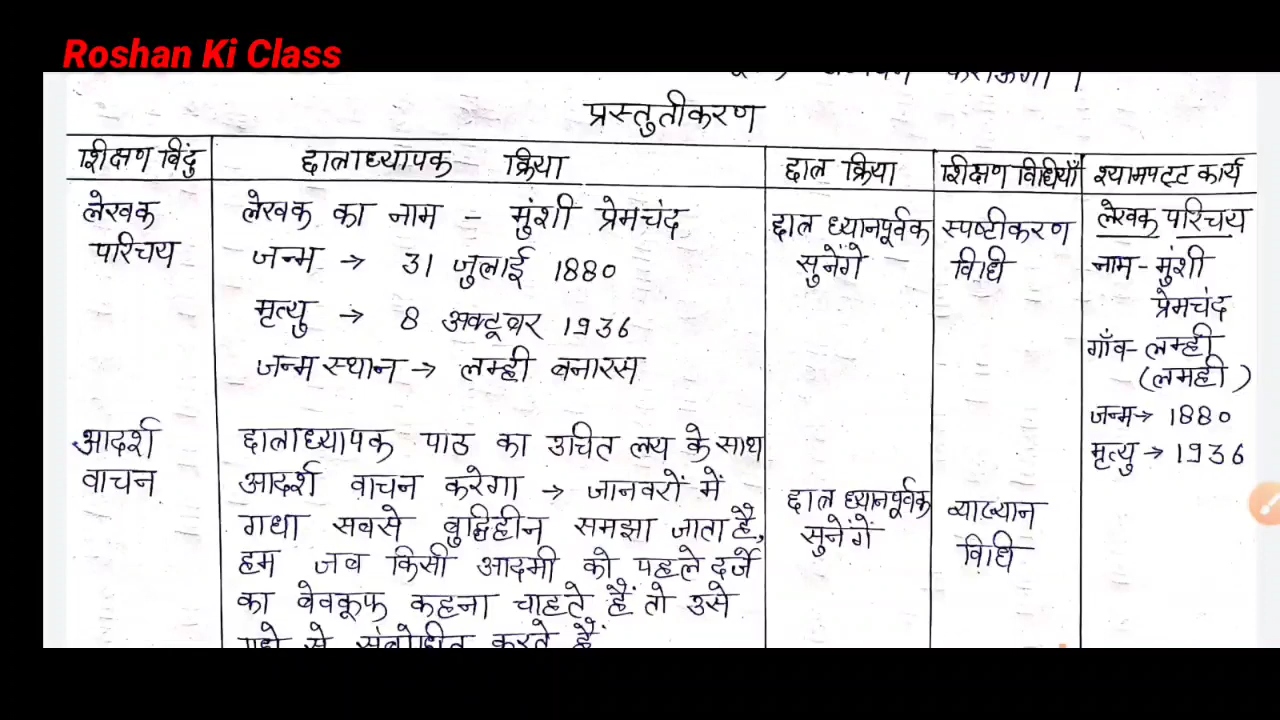 Roshan Ki Class
प्रस्तुतीकरण
शिक्षण बिंदु
छात्राध्यापक क्रिया
छात्र क्रिया
शिक्षण विधियाँ
श्यामपट्ट कार्य
लेखक
परिचय
लेखक का नाम - मुंशी प्रेमचंद
जन्म → 31 जुलाई 1880
मृत्यु → 8 अक्टूबर 1936
जन्म स्थान → लम्ही बनारस
छात्र ध्यानपूर्वक
सुनेंगे
स्पष्टीकरण
विधि
लेखक परिचय
नाम - मुंशी
प्रेमचंद
गाँव - लम्ही
(लमही)
जन्म → 1880
मृत्यु → 1936
आदर्श
वाचन
छात्राध्यापक पाठ का उचित लय के साथ
आदर्श वाचन करेगा → जानवरों में
गधा सबसे बुद्धिहीन समझा जाता है,
हम जब किसी आदमी को पहले दर्जे
का बेवकूफ कहना चाहते हैं तो उसे
गधे से संबोधित करते हैं
छात्र ध्यानपूर्वक
सुनेंगें
व्याख्यान
विधि